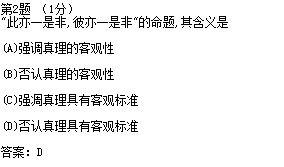 第2题 （1分）
“此亦一是非,彼亦一是非”的命题,其含义是
(A)强调真理的客观性
(B)否认真理的客观性
(C)强调真理具有客观标准
(D)否认真理具有客观标准
答案：D